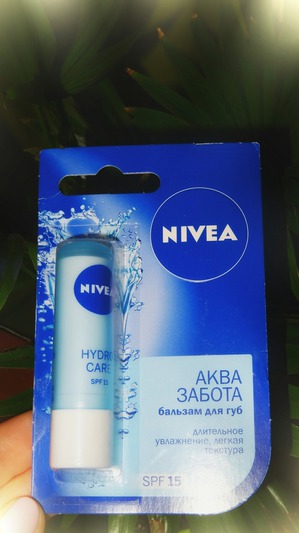 NIVEA
NIVEA
HYDRO
CARE
SPF 15
АКВА
ЗАБОТА
бальзам для губ
длительное
увлажнение, легкая
текстура
SPF 15